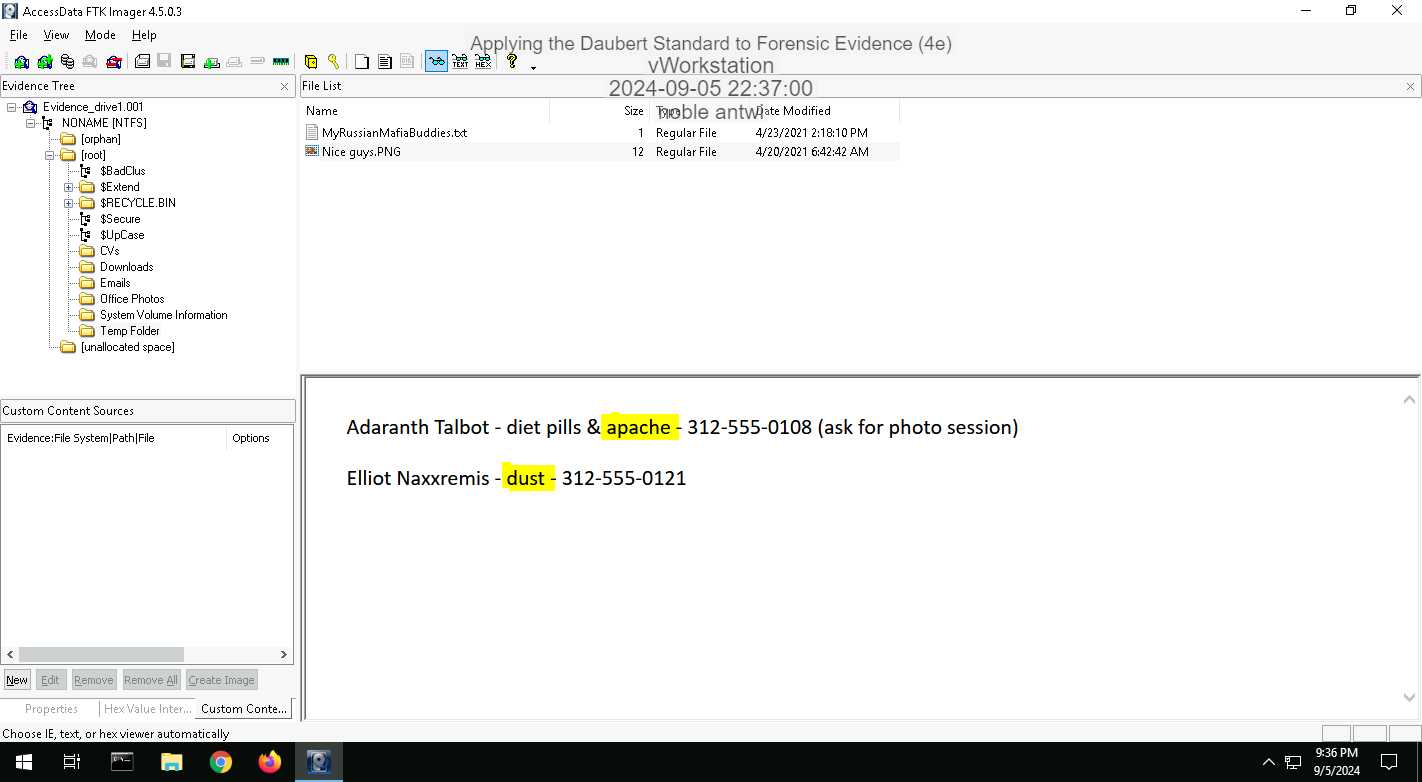 AccessData FTK Imager 4.5.0.3
File View Mode Help
Applying the Daubert Standard to Forensic Evidence (4e)
vWorkstation
2024-09-05 22:37:00
noble antwi
TEXT HEX
Evidence Tree
Evidence_drive1.001
NONAME [NTFS]
[orphan]
[root]
$BadClus
$Extend
$RECYCLE.BIN
$Secure
$UpCase
CVs
Downloads
Emails
Office Photos
System Volume Information
Temp Folder
[unallocated space]
File List
Name Size Type Date Modified
MyRussianMafiaBuddies.txt 1 Regular File 4/23/2021 2:18:10 PM
Nice guys.PNG 12 Regular File 4/20/2021 6:42:42 AM
Custom Content Sources
Evidence:File System|Path|File Options
New Edit Remove Remove All Create Image
Properties Hex Value Inter... Custom Conte...
Adaranth Talbot - diet pills & apache - 312-555-0108 (ask for photo session)
Elliot Naxxremis - dust - 312-555-0121
Choose IE, text, or hex viewer automatically
9:36 PM
9/5/2024